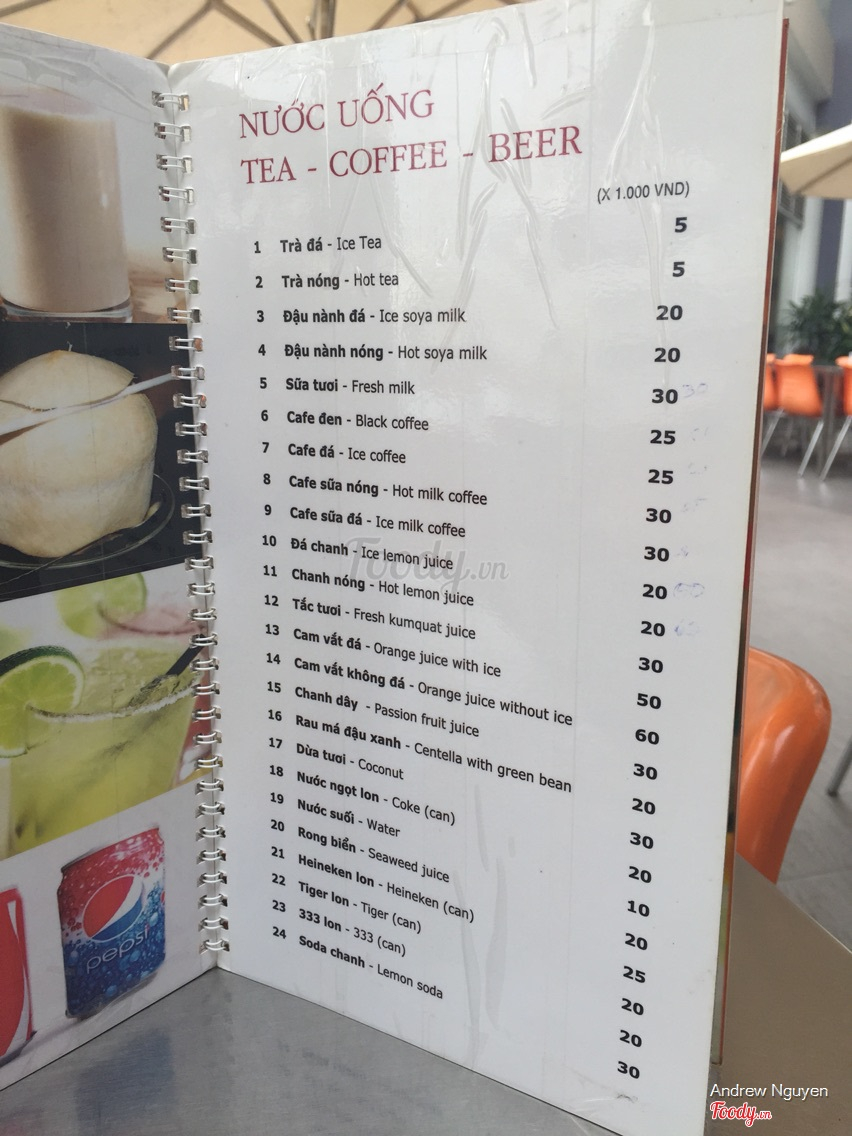 NƯỚC UỐNG
TEA - COFFEE - BEER
(X 1.000 VND)
1 Trà đá - Ice Tea 5
2 Trà nóng - Hot tea 5
3 Đậu nành đá - Ice soya milk 20
4 Đậu nành nóng - Hot soya milk 20
5 Sữa tươi - Fresh milk 30
6 Cafe đen - Black coffee 25
7 Cafe đá - Ice coffee 25
8 Cafe sữa nóng - Hot milk coffee 30
9 Cafe sữa đá - Ice milk coffee 30
10 Đá chanh - Ice lemon juice 20
11 Chanh nóng - Hot lemon juice 20
12 Tắc tươi - Fresh kumquat juice 30
13 Cam vắt đá - Orange juice with ice 50
14 Cam vắt không đá - Orange juice without ice 60
15 Chanh dây - Passion fruit juice 30
16 Rau má đậu xanh - Centella with green bean 20
17 Dừa tươi - Coconut 30
18 Nước ngọt lon - Coke (can) 20
19 Nước suối - Water 10
20 Rong biển - Seaweed juice 20
21 Heineken lon - Heineken (can) 25
22 Tiger lon - Tiger (can) 20
23 333 lon - 333 (can) 20
24 Soda chanh - Lemon soda 30
pepsi
Foody.vn
Andrew Nguyen
Foody.vn